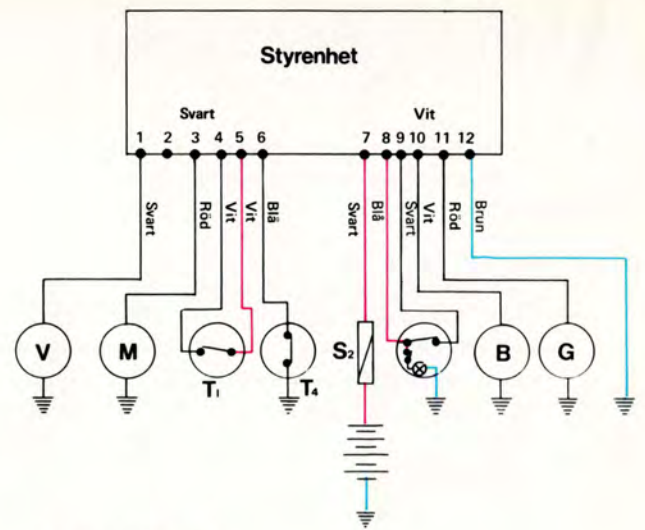 Styrenhet
Svart Vit
1 2 3 4 5 6 7 8 9 10 11 12
Svart Röd Vit Vit Blå Svart Blå Svart Vit Röd Brun
V M T1 T4 S2 B G